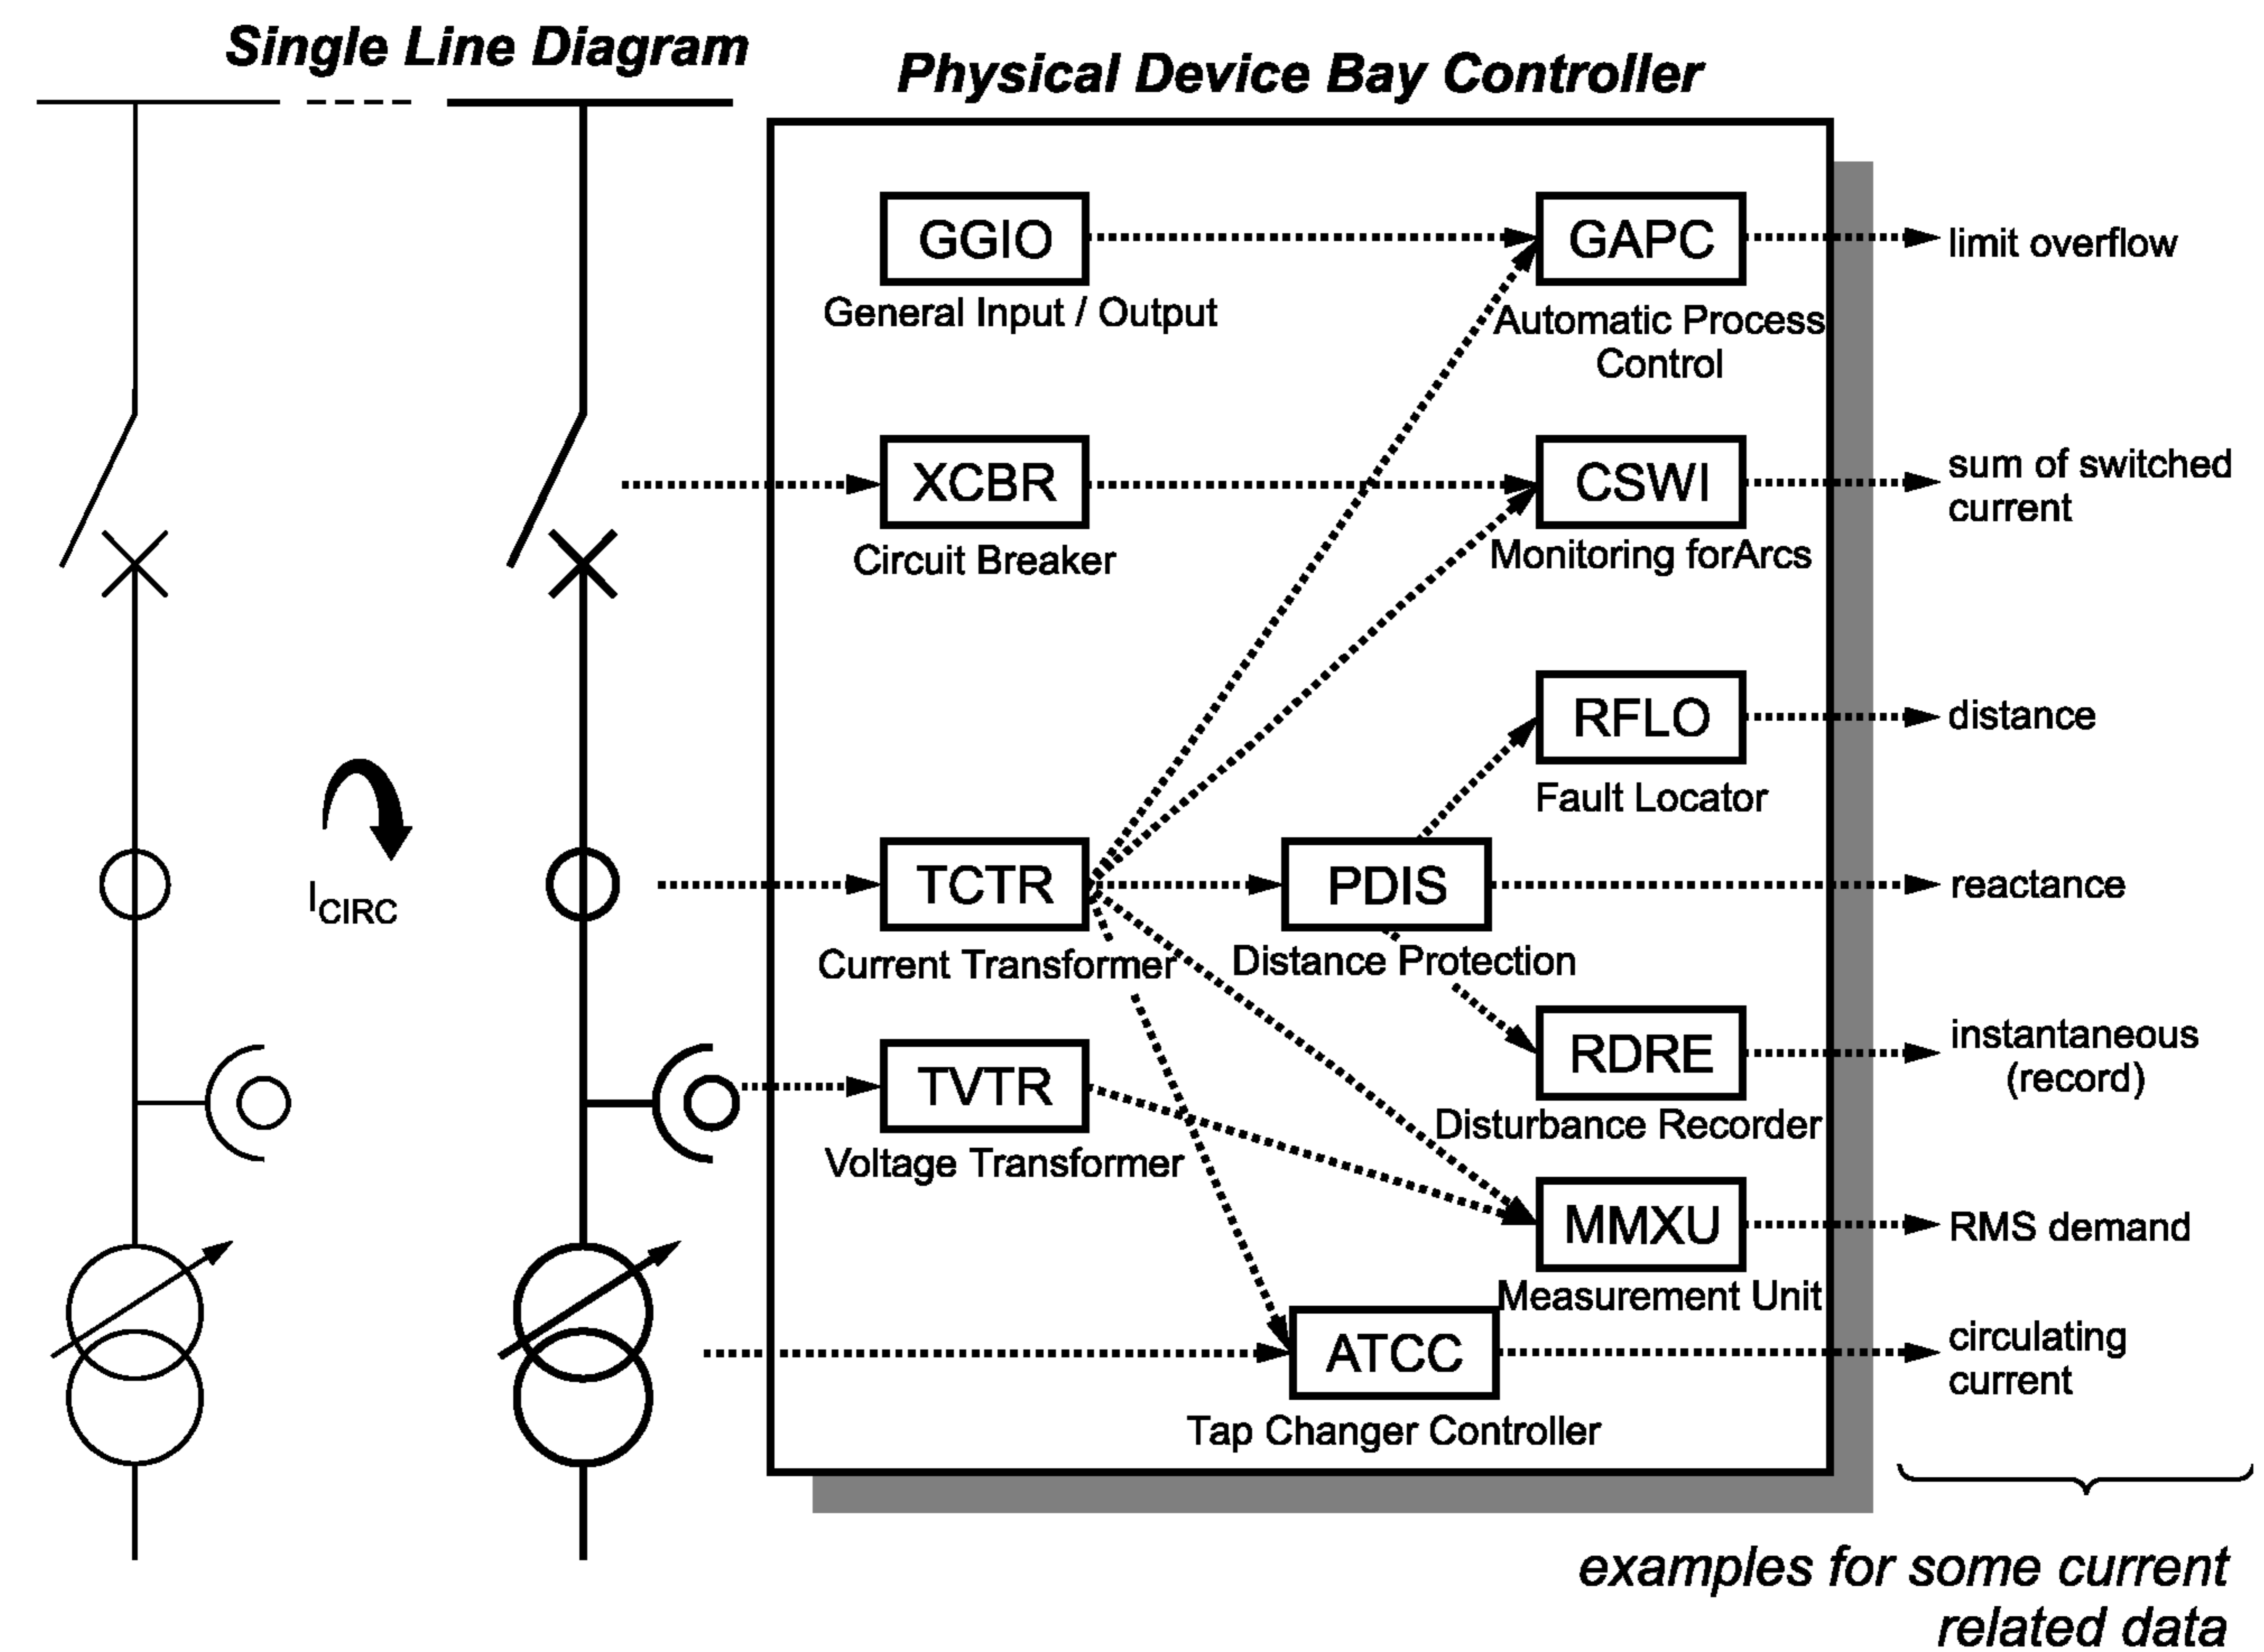 Single Line Diagram
Physical Device Bay Controller
GGIO
General Input / Output
GAPC
Automatic Process
Control
limit overflow
XCBR
Circuit Breaker
CSWI
Monitoring forArcs
sum of switched
current
RFLO
Fault Locator
distance
ICIRC
TCTR
Current Transformer
PDIS
Distance Protection
reactance
RDRE
Disturbance Recorder
instantaneous
(record)
TVTR
Voltage Transformer
MMXU
Measurement Unit
RMS demand
ATCC
Tap Changer Controller
circulating
current
examples for some current
related data